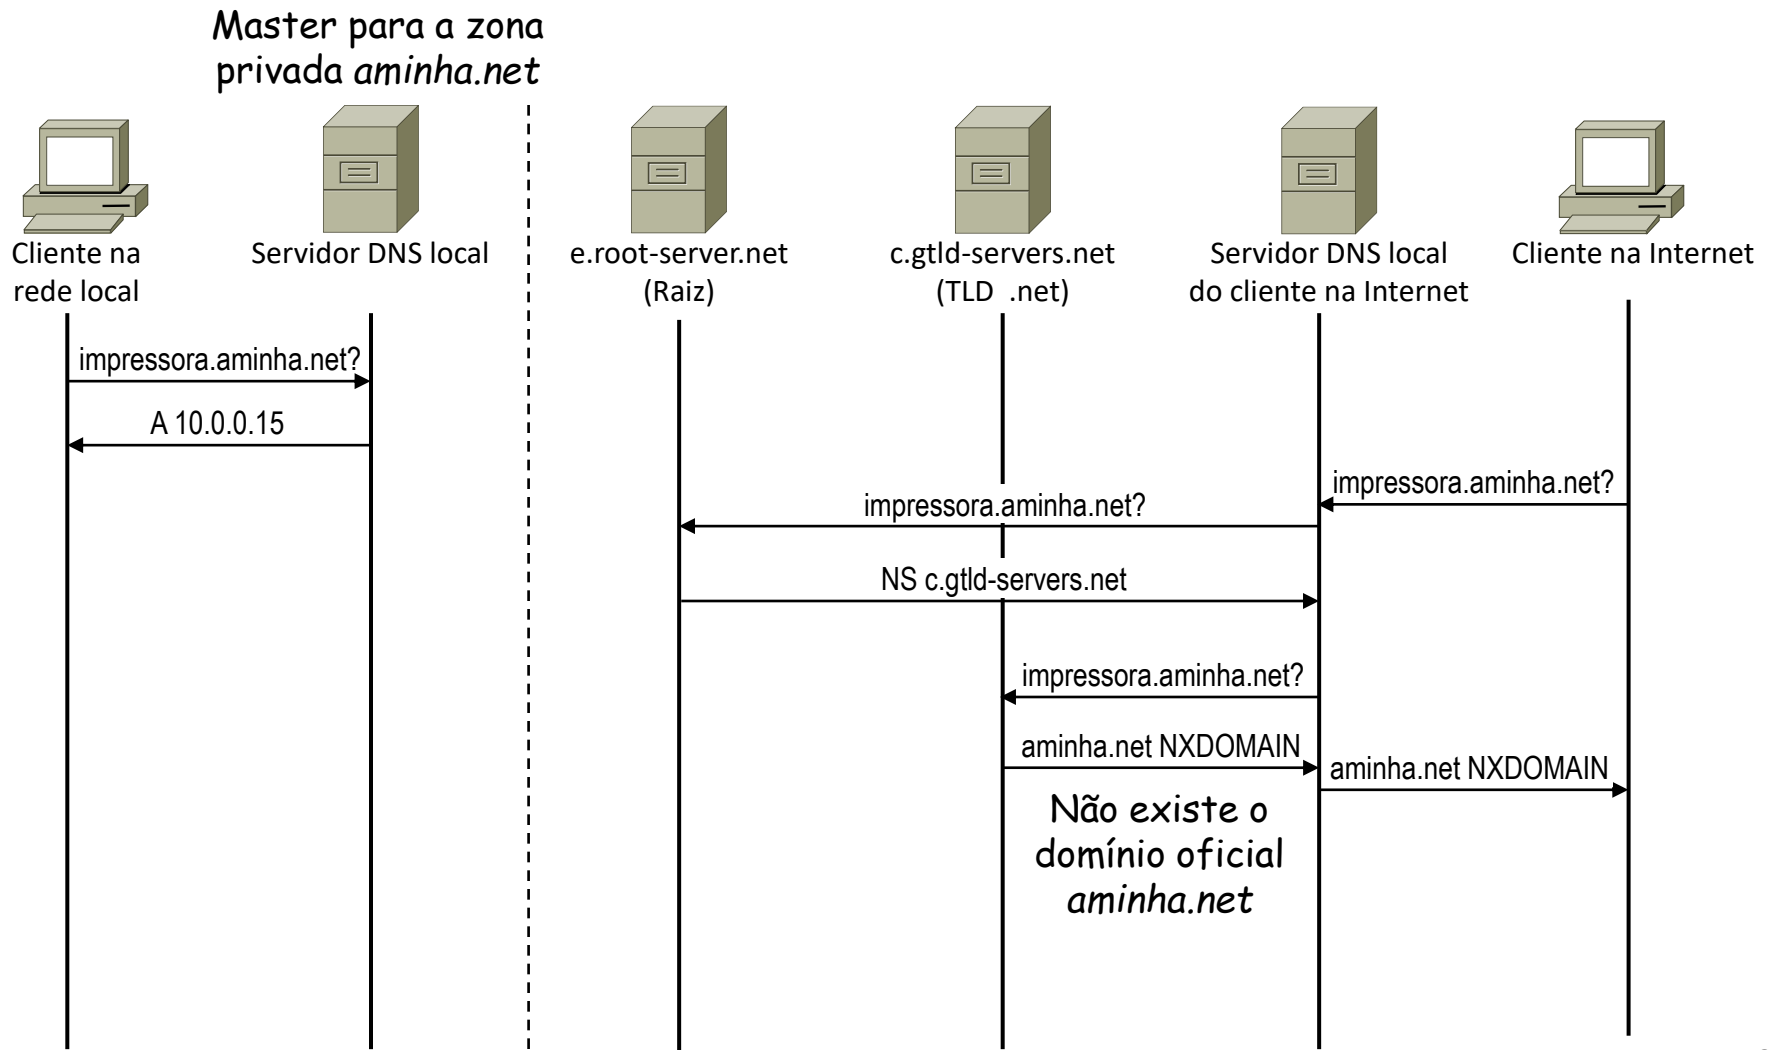 Master para a zona
privada aminha.net
Cliente na
rede local
Servidor DNS local
e.root-server.net
(Raiz)
c.gtld-servers.net
(TLD .net)
Servidor DNS local
do cliente na Internet
Cliente na Internet
impressora.aminha.net?
A 10.0.0.15
impressora.aminha.net?
impressora.aminha.net?
NS c.gtld-servers.net
impressora.aminha.net?
aminha.net NXDOMAIN
aminha.net NXDOMAIN
Não existe o
domínio oficial
aminha.net